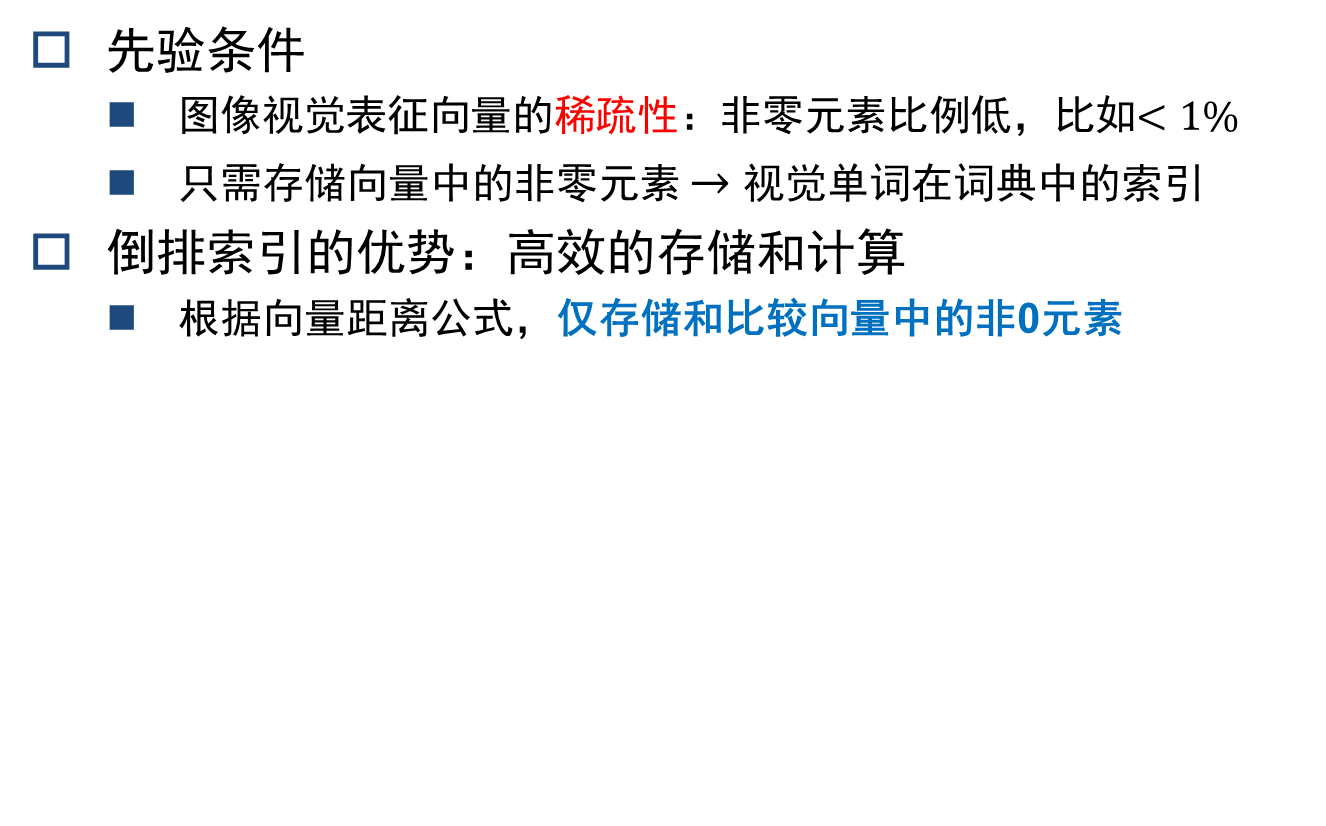 先验条件
图像视觉表征向量的稀疏性：非零元素比例低，比如< 1%
只需存储向量中的非零元素 → 视觉单词在词典中的索引
倒排索引的优势：高效的存储和计算
根据向量距离公式，仅存储和比较向量中的非0元素